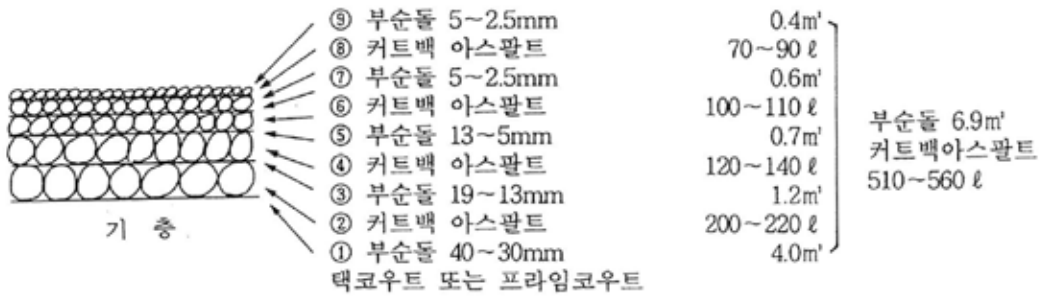 ⑨ 부순돌 5~2.5mm 0.4㎥
⑧ 커트백 아스팔트 70~90ℓ
⑦ 부순돌 5~2.5mm 0.6㎥
⑥ 커트백 아스팔트 100~110ℓ
⑤ 부순돌 13~5mm 0.7㎥
④ 커트백 아스팔트 120~140ℓ
③ 부순돌 19~13mm 1.2㎥
② 커트백 아스팔트 200~220ℓ
① 부순돌 40~30mm 4.0㎥
택코우트 또는 프라임코우트
기 층
부순돌 6.9㎥
커트백아스팔트
510~560ℓ